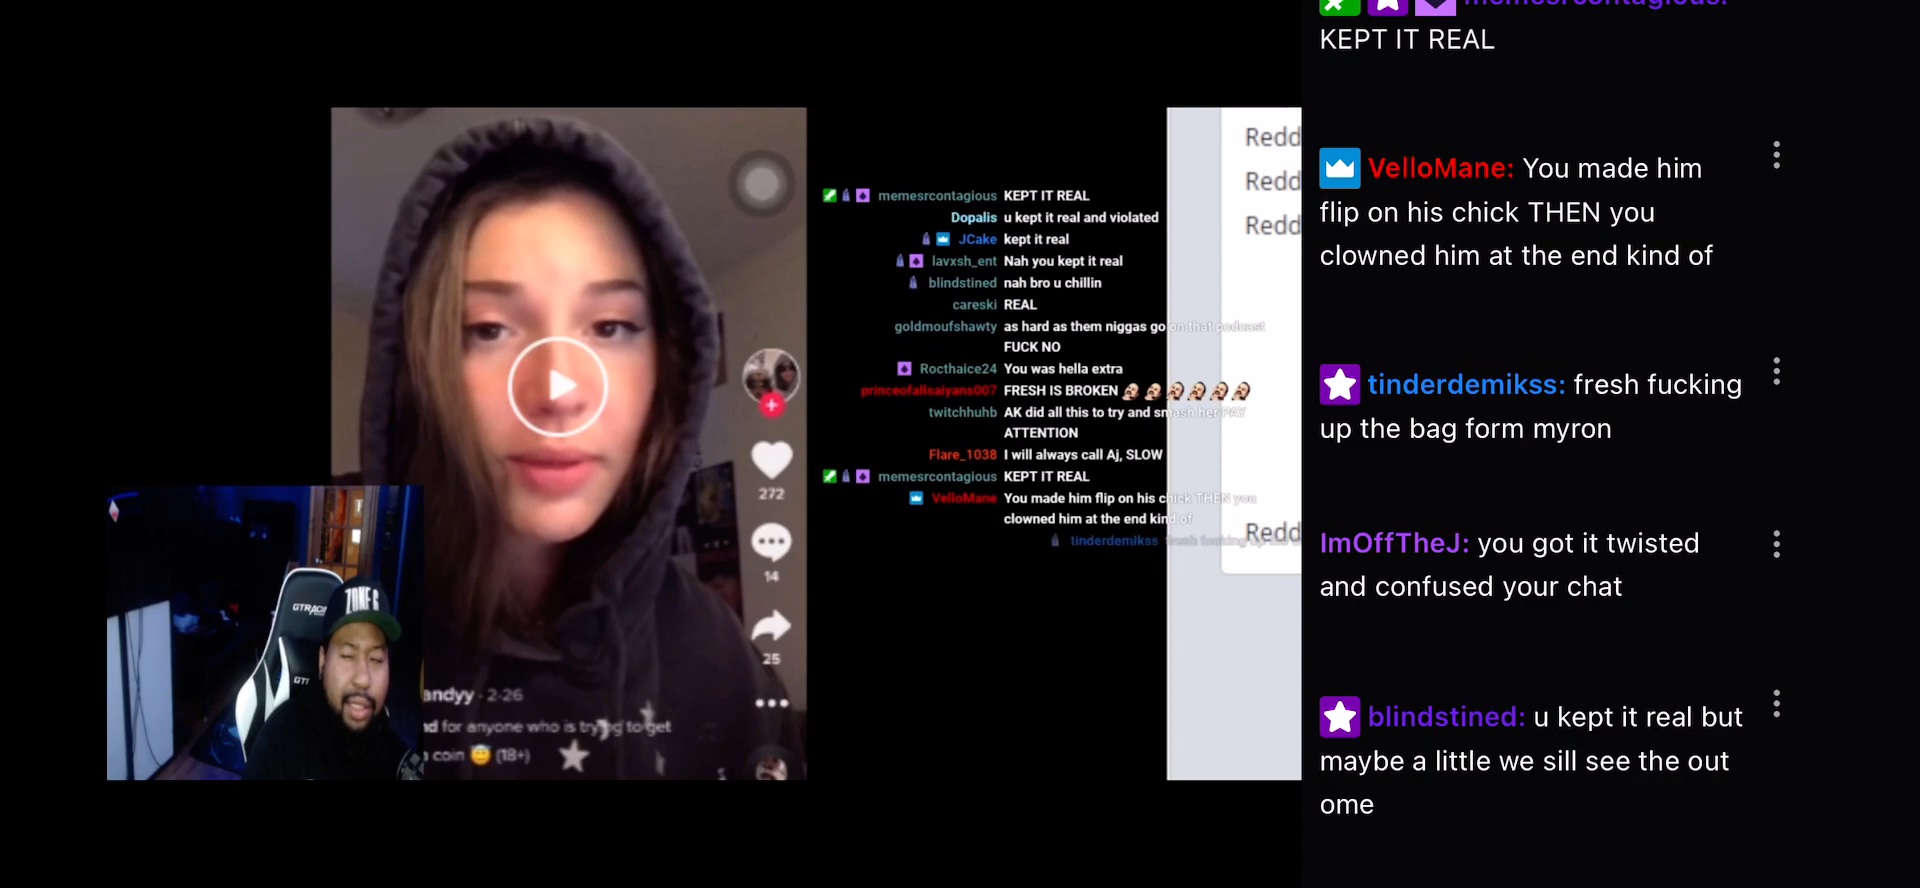 KEPT IT REAL
VelloMane: You made him
flip on his chick THEN you
clowned him at the end kind of
tinderdemikss: fresh fucking
up the bag form myron
ImOffTheJ: you got it twisted
and confused your chat
blindstined: u kept it real but
maybe a little we sill see the out
ome
memesrcontagious KEPT IT REAL
Dopalis u kept it real and violated
JCake kept it real
lavxsh_ent Nah you kept it real
blindstined nah bro u chillin
careski REAL
goldmoufshawty as hard as them niggas go on that podcast
FUCK NO
Rocthaice24 You was hella extra
princeofallsaiyans007 FRESH IS BROKEN
twitchhuhb AK did all this to try and smash her PAY
ATTENTION
Flare_1038 I will always call Aj, SLOW
memesrcontagious KEPT IT REAL
VelloMane You made him flip on his chick THEN you
clowned him at the end kind of
tinderdemikss
Redd
Redd
Redd
Redd
272
14
25
andyy · 2-26
d for anyone who is trying to get
coin 😇 (18+)
GTRACI
GT
ZONE 6